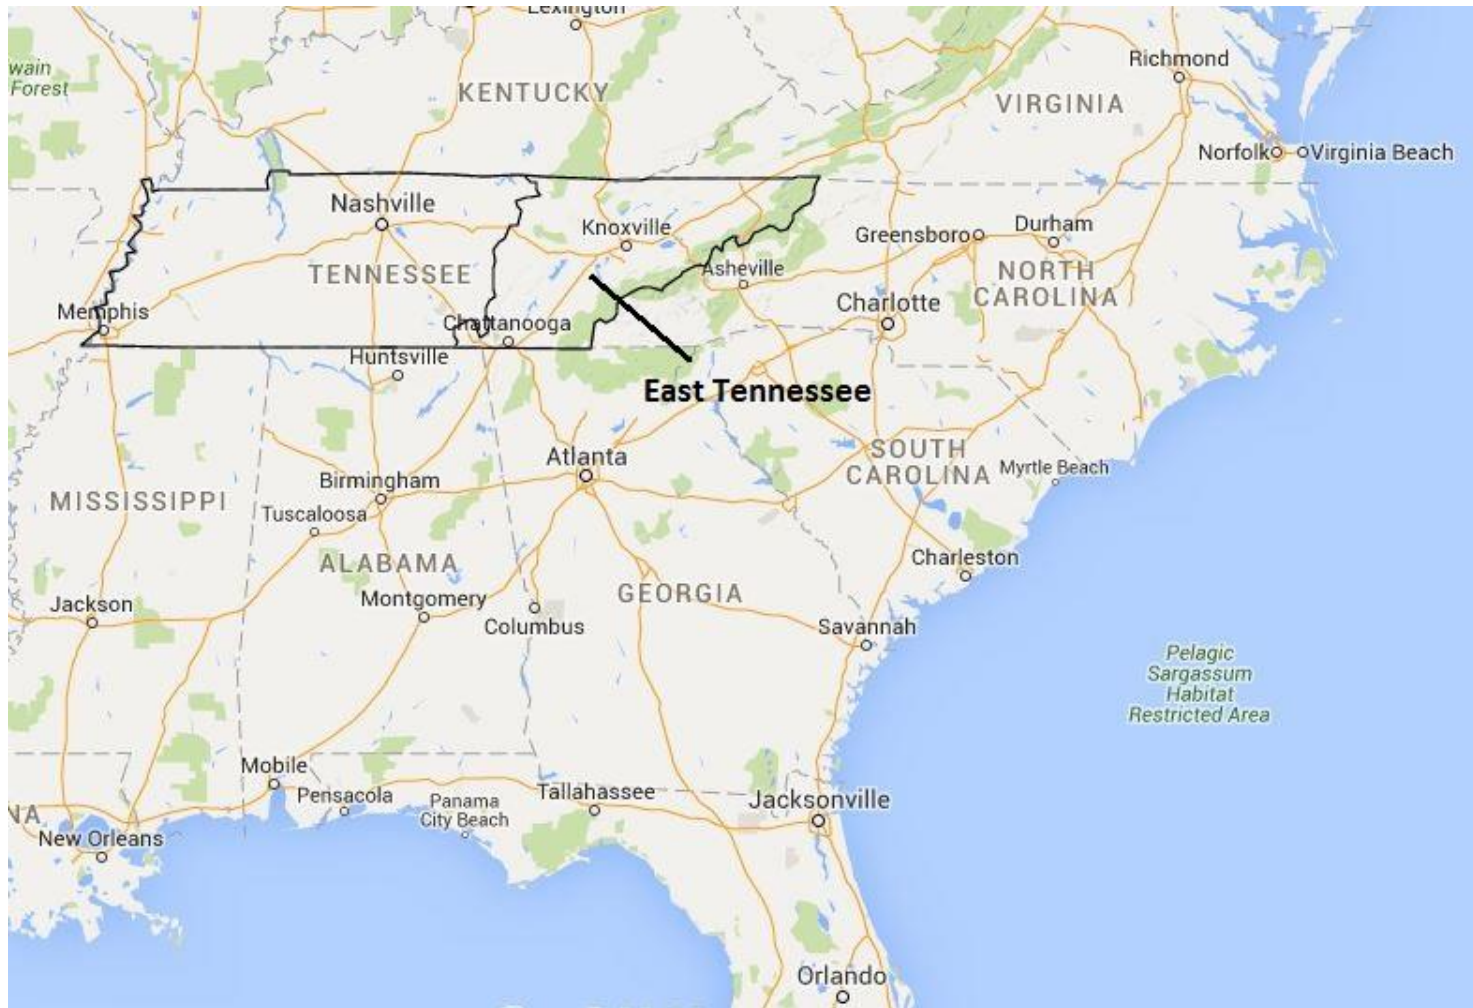 Lexington
wain
Forest
KENTUCKY
Richmond
VIRGINIA
Norfolk
Virginia Beach
Nashville
Knoxville
Greensboro
Durham
TENNESSEE
Asheville
NORTH
CAROLINA
Memphis
Chattanooga
Charlotte
Huntsville
East Tennessee
Atlanta
SOUTH
CAROLINA
Myrtle Beach
Birmingham
MISSISSIPPI
Tuscaloosa
ALABAMA
Charleston
GEORGIA
Jackson
Montgomery
Columbus
Savannah
Pelagic
Sargassum
Habitat
Restricted Area
Mobile
Pensacola
Panama
City Beach
Tallahassee
Jacksonville
NA
New Orleans
Orlando